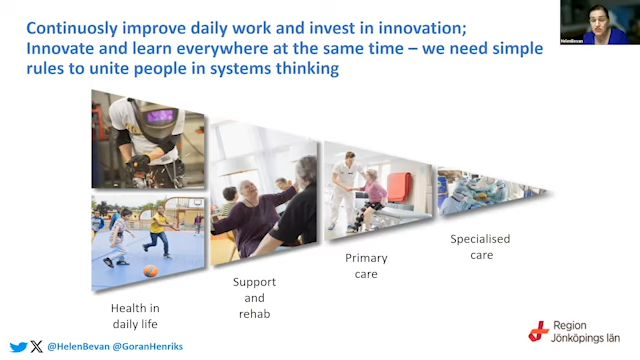 Continuosly improve daily work and invest in innovation;
Innovate and learn everywhere at the same time – we need simple
rules to unite people in systems thinking
HelenBevan
Health in
daily life
Support
and
rehab
Primary
care
Specialised
care
@HelenBevan @GoranHenriks
Region
Jönköpings län